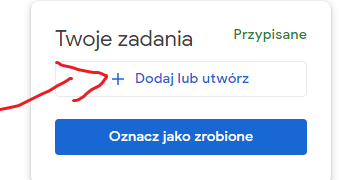 Twoje zadania
Przypisane
+ Dodaj lub utwórz
Oznacz jako zrobione